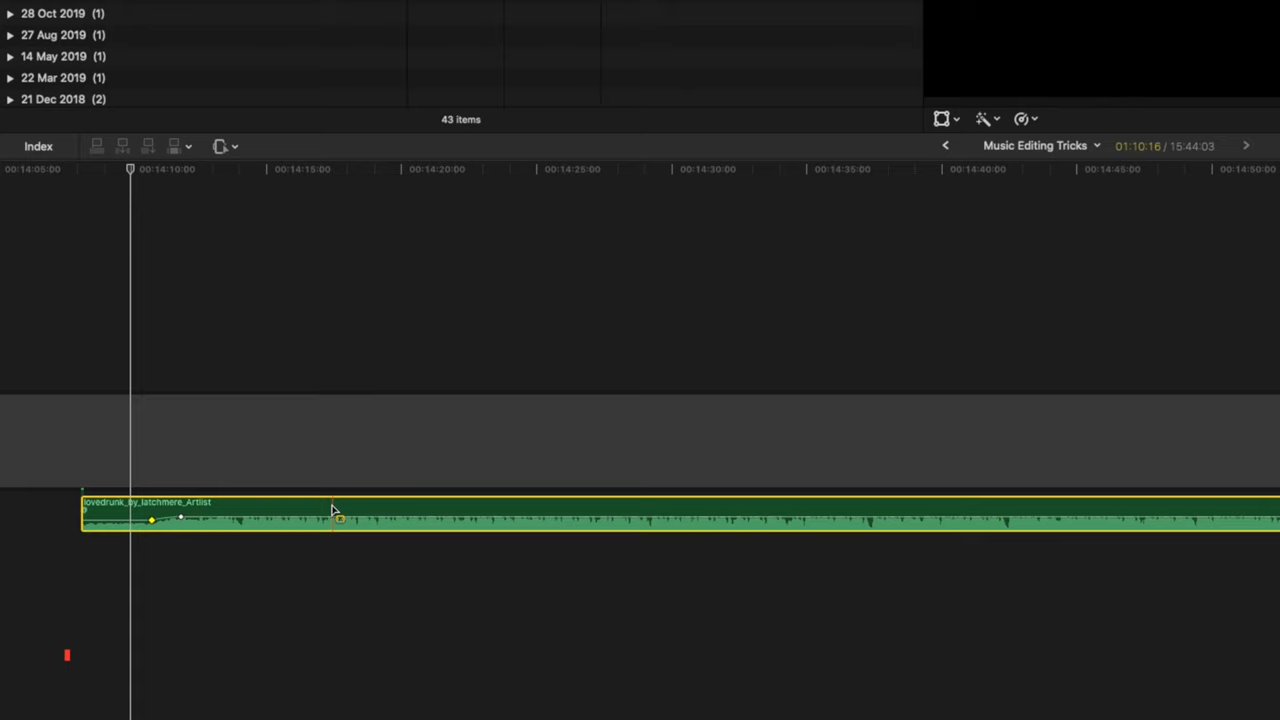 28 Oct 2019 (1)
27 Aug 2019 (1)
14 May 2019 (1)
22 Mar 2019 (1)
21 Dec 2018 (2)
43 items
Index
Music Editing Tricks
01:10:16 / 15:44:03
00:14:05:00 00:14:10:00 00:14:15:00 00:14:20:00 00:14:25:00 00:14:30:00 00:14:35:00 00:14:40:00 00:14:45:00 00:14:50:00
lovedrunk_by_latchmere_Artlist